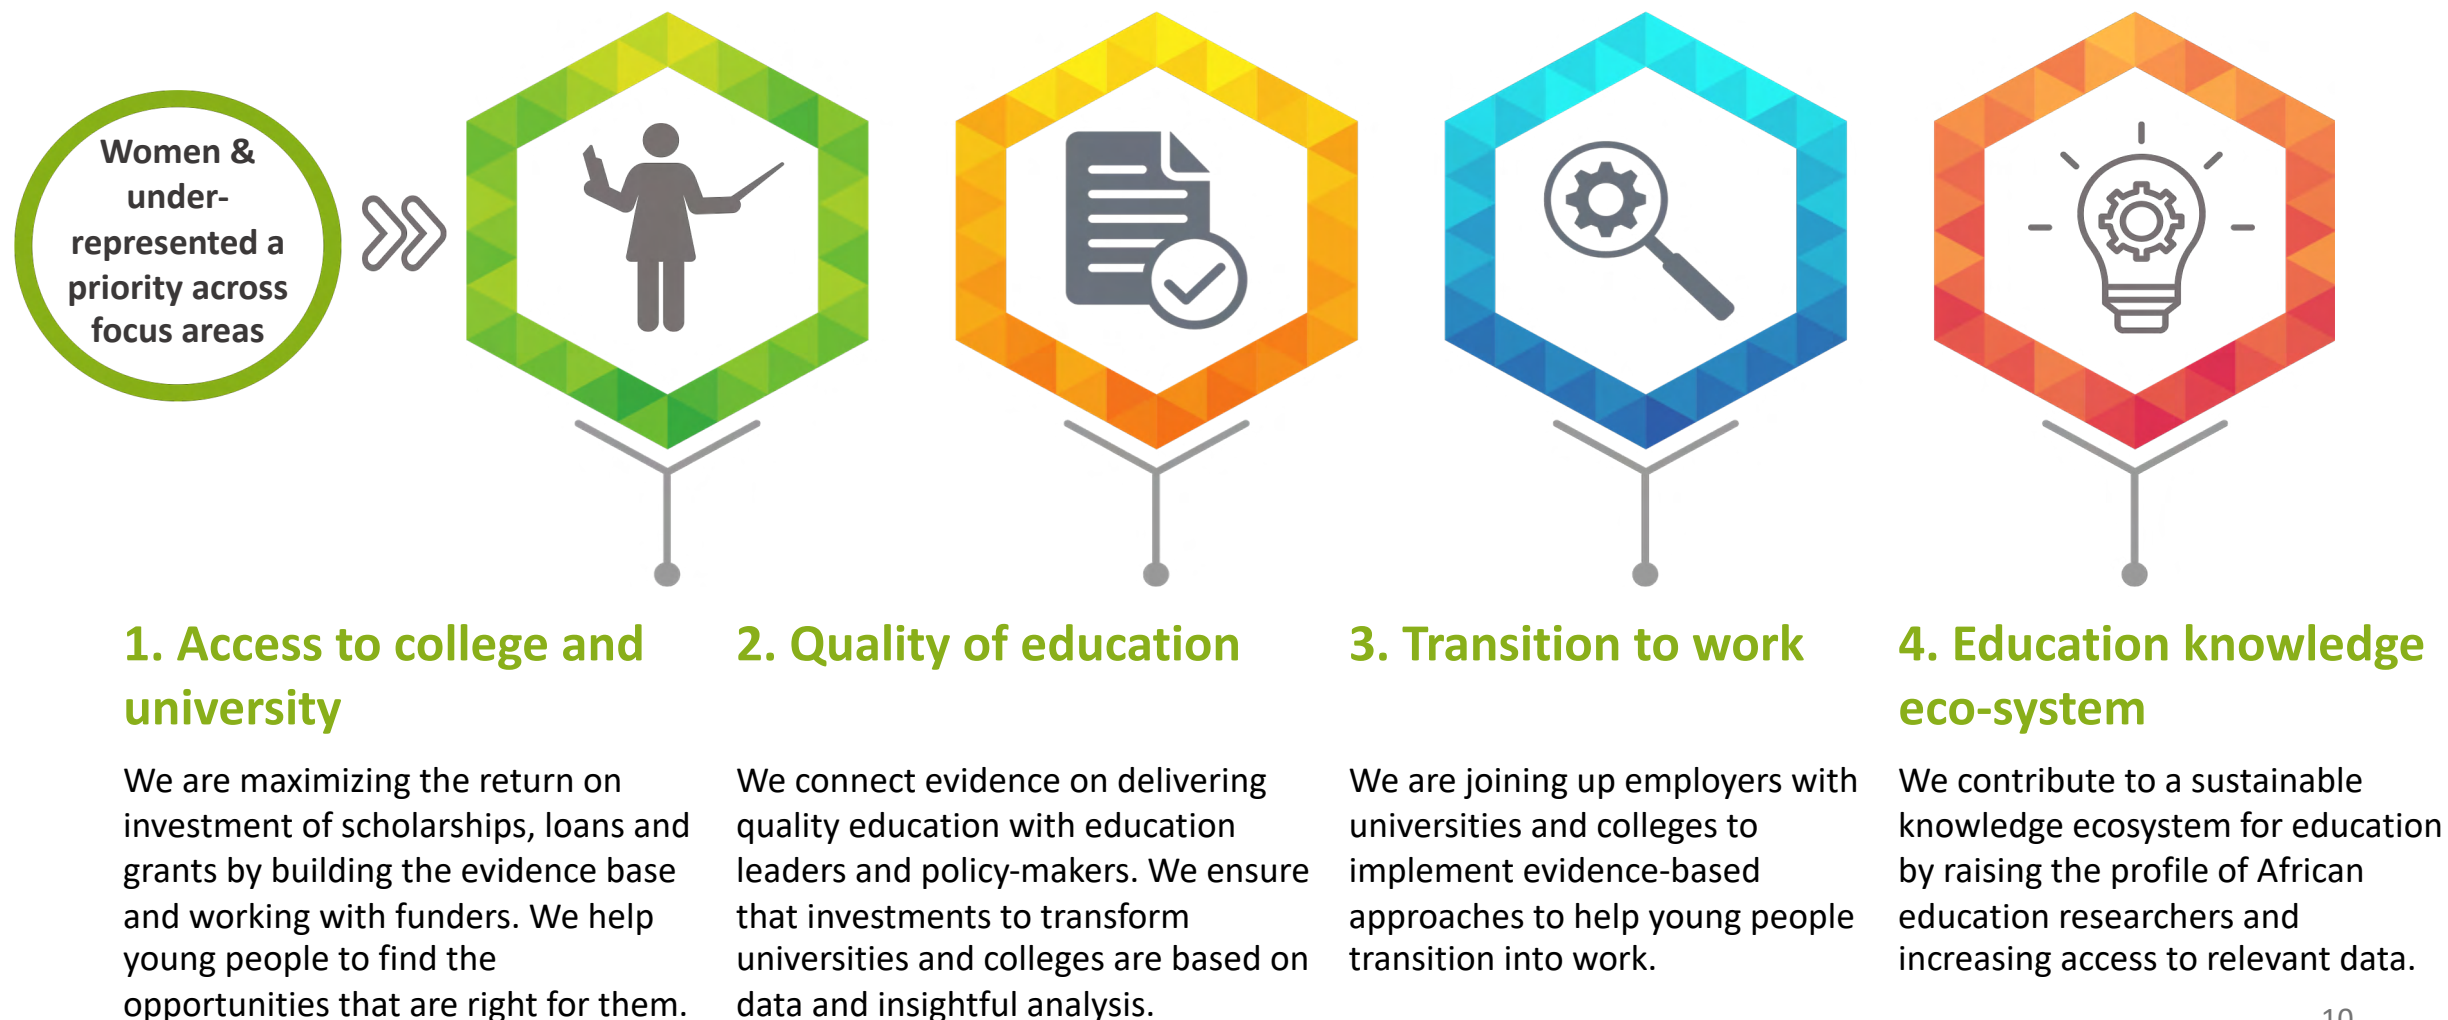 Women &
under-
represented a
priority across
focus areas
1. Access to college and
university
We are maximizing the return on
investment of scholarships, loans and
grants by building the evidence base
and working with funders. We help
young people to find the
opportunities that are right for them.
2. Quality of education
We connect evidence on delivering
quality education with education
leaders and policy-makers. We ensure
that investments to transform
universities and colleges are based on
data and insightful analysis.
3. Transition to work
We are joining up employers with
universities and colleges to
implement evidence-based
approaches to help young people
transition into work.
4. Education knowledge
eco-system
We contribute to a sustainable
knowledge ecosystem for education
by raising the profile of African
education researchers and
increasing access to relevant data.
10